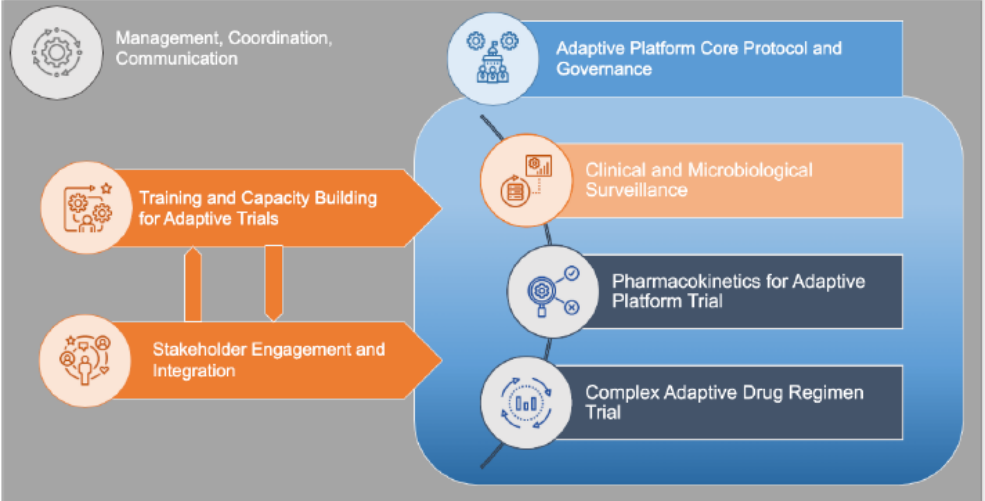 Management, Coordination,
Communication
Adaptive Platform Core Protocol and
Governance
Training and Capacity Building
for Adaptive Trials
Stakeholder Engagement and
Integration
Clinical and Microbiological
Surveillance
Pharmacokinetics for Adaptive
Platform Trial
Complex Adaptive Drug Regimen
Trial